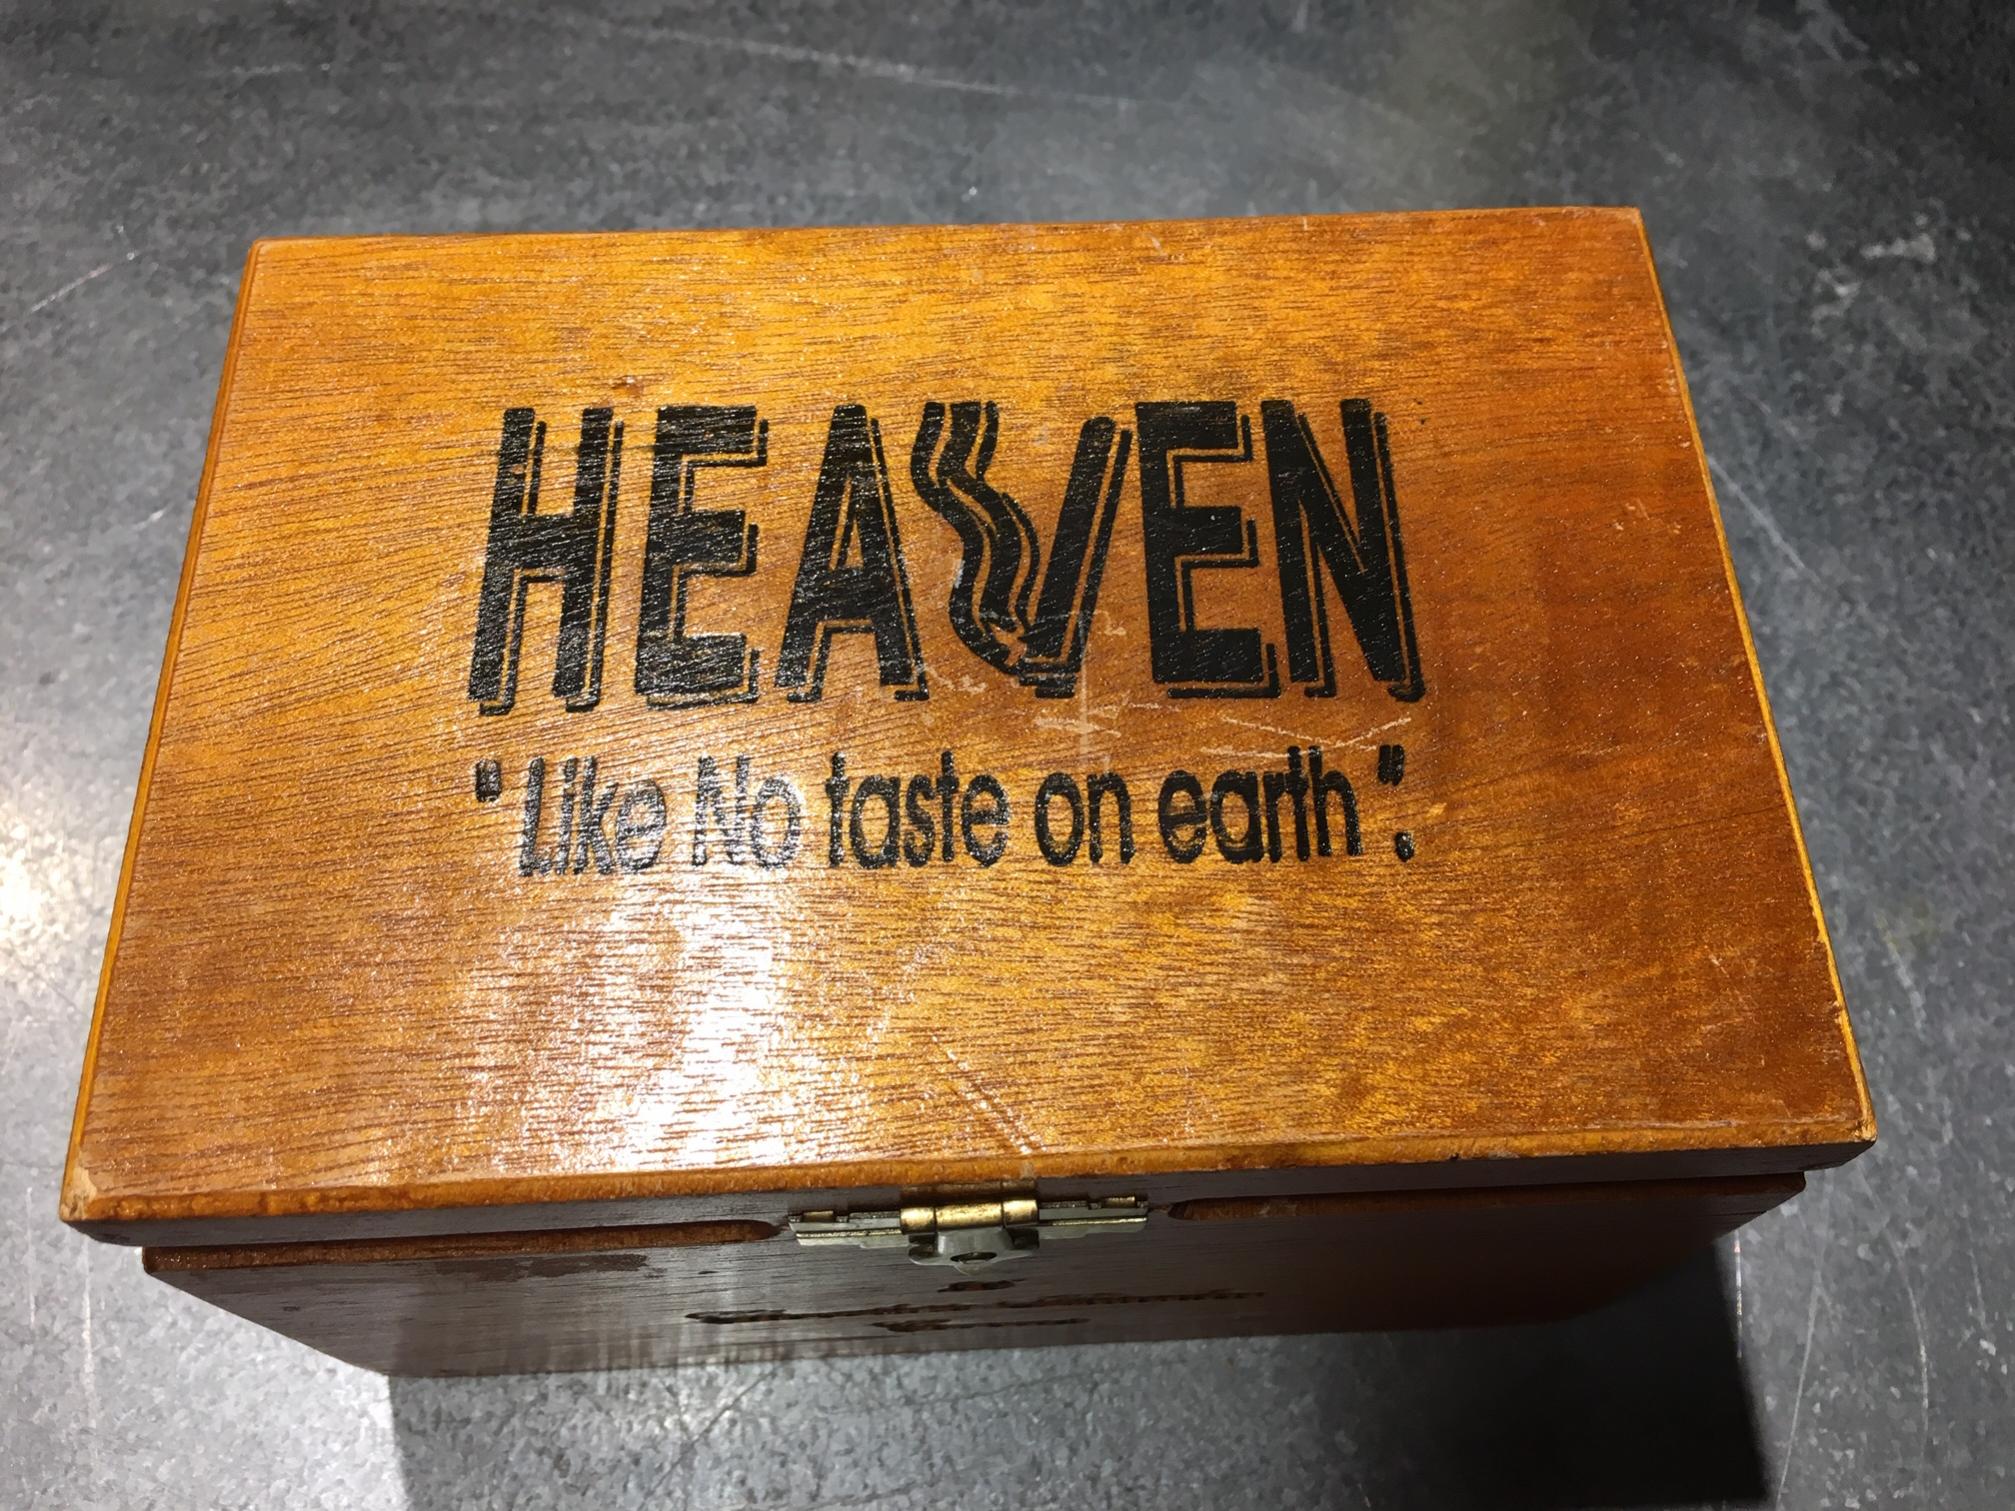 HEAVEN
"Like No taste on earth".